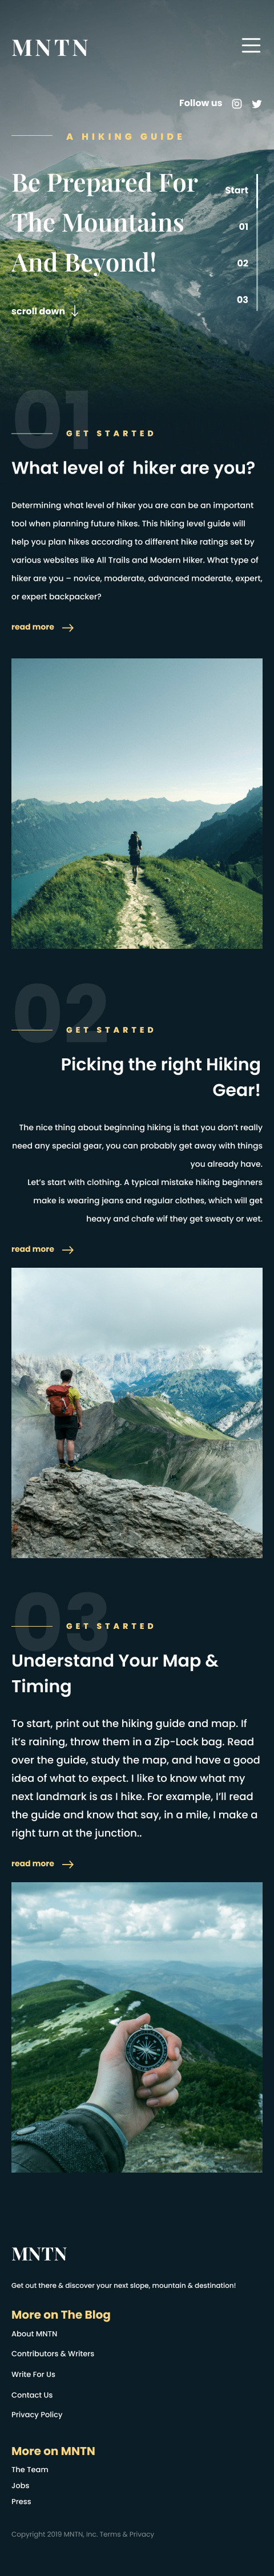 MNTN
Follow us
A HIKING GUIDE
Be Prepared For
The Mountains
And Beyond!
Start
01
02
03
scroll down
01
GET STARTED
What level of hiker are you?
Determining what level of hiker you are can be an important
tool when planning future hikes. This hiking level guide will
help you plan hikes according to different hike ratings set by
various websites like All Trails and Modern Hiker. What type of
hiker are you – novice, moderate, advanced moderate, expert,
or expert backpacker?
read more
02
GET STARTED
Picking the right Hiking
Gear!
The nice thing about beginning hiking is that you don’t really
need any special gear, you can probably get away with things
you already have.
Let’s start with clothing. A typical mistake hiking beginners
make is wearing jeans and regular clothes, which will get
heavy and chafe wif they get sweaty or wet.
read more
03
GET STARTED
Understand Your Map &
Timing
To start, print out the hiking guide and map. If
it’s raining, throw them in a Zip-Lock bag. Read
over the guide, study the map, and have a good
idea of what to expect. I like to know what my
next landmark is as I hike. For example, I’ll read
the guide and know that say, in a mile, I make a
right turn at the junction..
read more
MNTN
Get out there & discover your next slope, mountain & destination!
More on The Blog
About MNTN
Contributors & Writers
Write For Us
Contact Us
Privacy Policy
More on MNTN
The Team
Jobs
Press
Copyright 2019 MNTN, Inc. Terms & Privacy